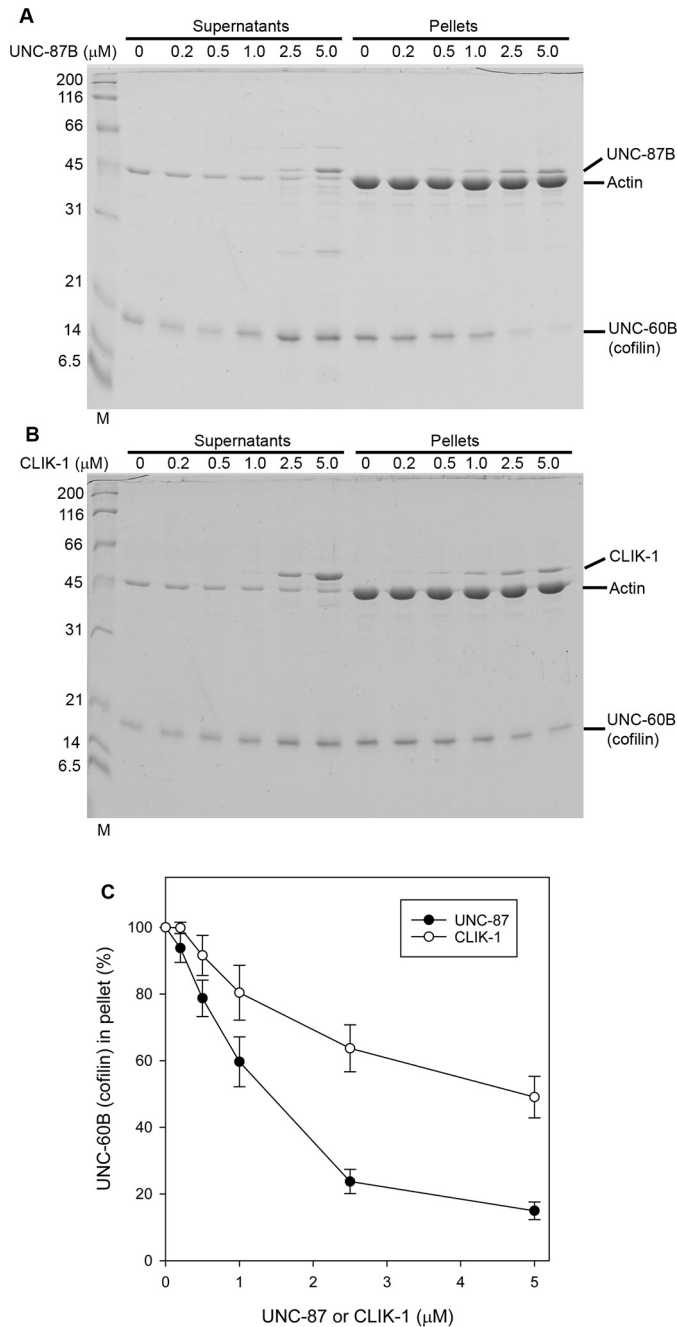 A
Supernatants Pellets
UNC-87B (μM) 0 0.2 0.5 1.0 2.5 5.0 0 0.2 0.5 1.0 2.5 5.0
200
116
66
45
31
21
14
6.5
UNC-87B
Actin
UNC-60B
(cofilin)
M
B
Supernatants Pellets
CLIK-1 (μM) 0 0.2 0.5 1.0 2.5 5.0 0 0.2 0.5 1.0 2.5 5.0
200
116
66
45
31
21
14
6.5
CLIK-1
Actin
UNC-60B
(cofilin)
M
C
UNC-60B (cofilin) in pellet (%)
100
80
60
40
20
0
UNC-87
CLIK-1
0 1 2 3 4 5
UNC-87 or CLIK-1 (μM)